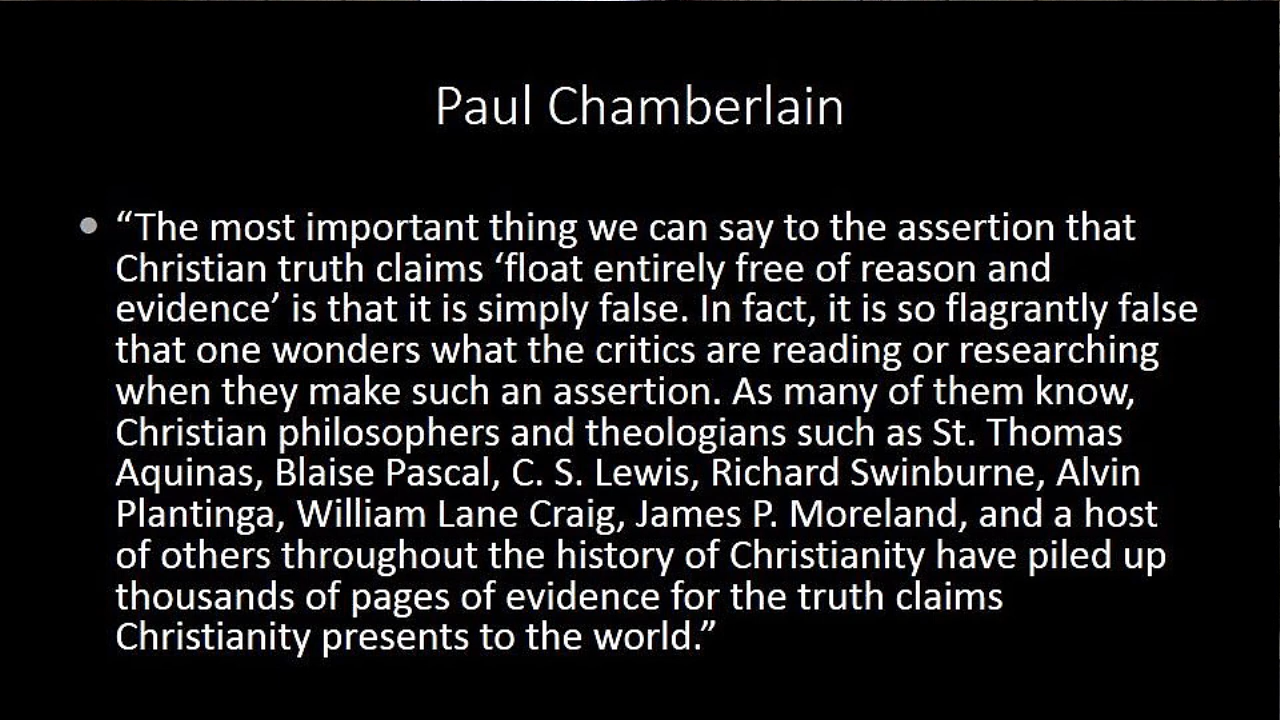 Paul Chamberlain
• “The most important thing we can say to the assertion that
Christian truth claims ‘float entirely free of reason and
evidence’ is that it is simply false. In fact, it is so flagrantly false
that one wonders what the critics are reading or researching
when they make such an assertion. As many of them know,
Christian philosophers and theologians such as St. Thomas
Aquinas, Blaise Pascal, C. S. Lewis, Richard Swinburne, Alvin
Plantinga, William Lane Craig, James P. Moreland, and a host
of others throughout the history of Christianity have piled up
thousands of pages of evidence for the truth claims
Christianity presents to the world.”